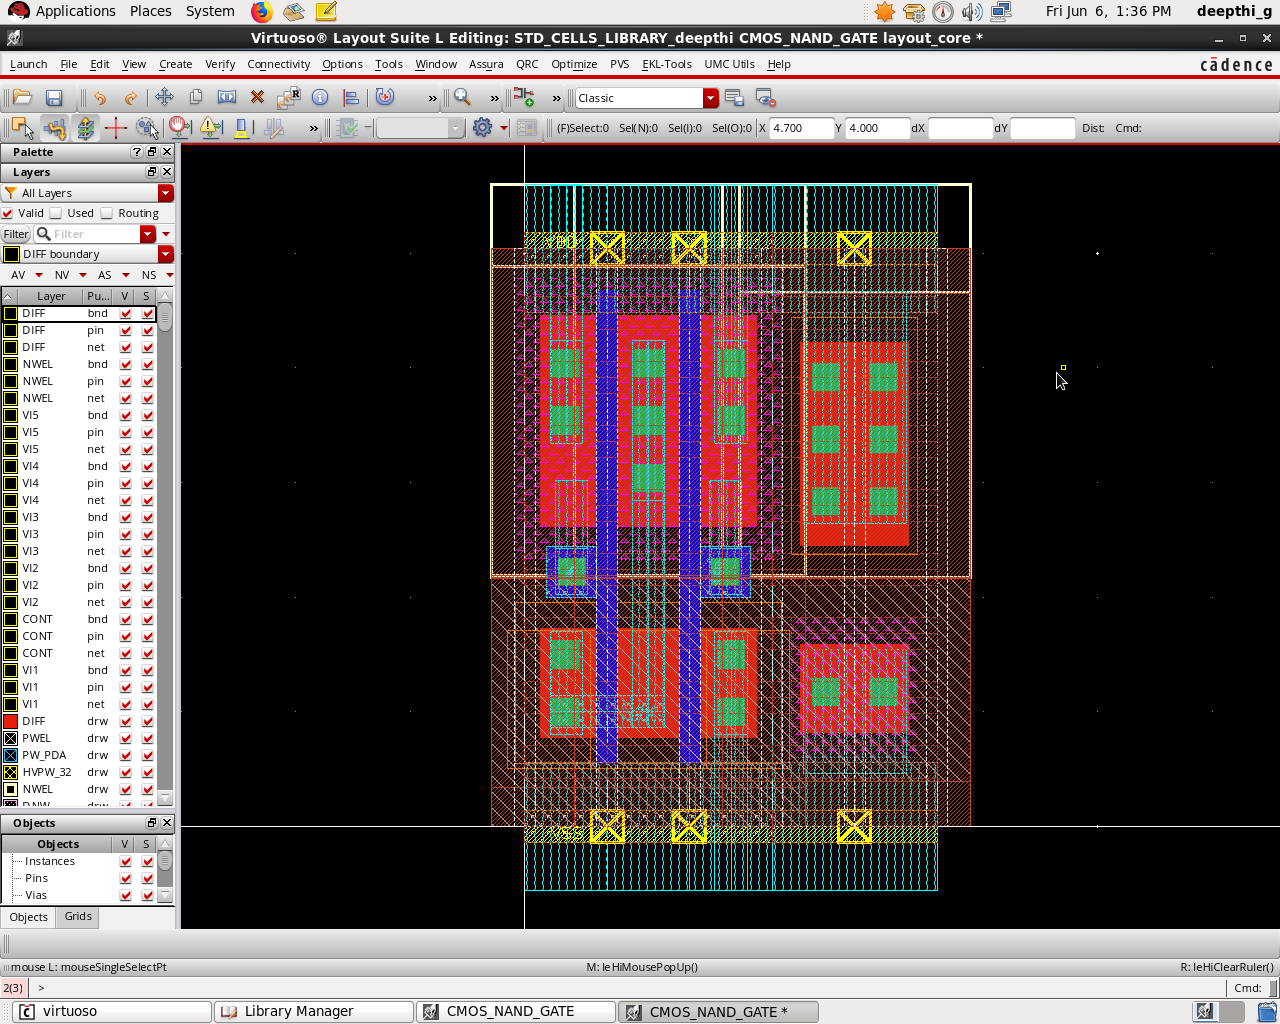 Applications Places System Fri Jun 6, 1:36 PM deepthi_g
Virtuoso® Layout Suite L Editing: STD_CELLS_LIBRARY_deepthi CMOS_NAND_GATE layout_core *
Launch File Edit View Create Verify Connectivity Options Tools Window Assura QRC Optimize PVS EKL-Tools UMC Utils Help cādence
» » » Classic
» (F)Select:0 Sel(N):0 Sel(I):0 Sel(O):0 X 4.700 Y 4.000 dX dY Dist: Cmd:
Palette
Layers
All Layers
Valid Used Routing
Filter Filter
DIFF boundary
AV NV AS NS
Layer Pu... V S
DIFF bnd
DIFF pin
DIFF net
NWEL bnd
NWEL pin
NWEL net
VI5 bnd
VI5 pin
VI5 net
VI4 bnd
VI4 pin
VI4 net
VI3 bnd
VI3 pin
VI3 net
VI2 bnd
VI2 pin
VI2 net
CONT bnd
CONT pin
CONT net
VI1 bnd
VI1 pin
VI1 net
DIFF drw
PWEL drw
PW_PDA drw
HVPW_32 drw
NWEL drw
DNW drw
Objects
Objects V S
Instances
Pins
Vias
Objects Grids
mouse L: mouseSingleSelectPt M: leHiMousePopUp() R: leHiClearRuler()
2(3) > Cmd:
virtuoso Library Manager CMOS_NAND_GATE CMOS_NAND_GATE *